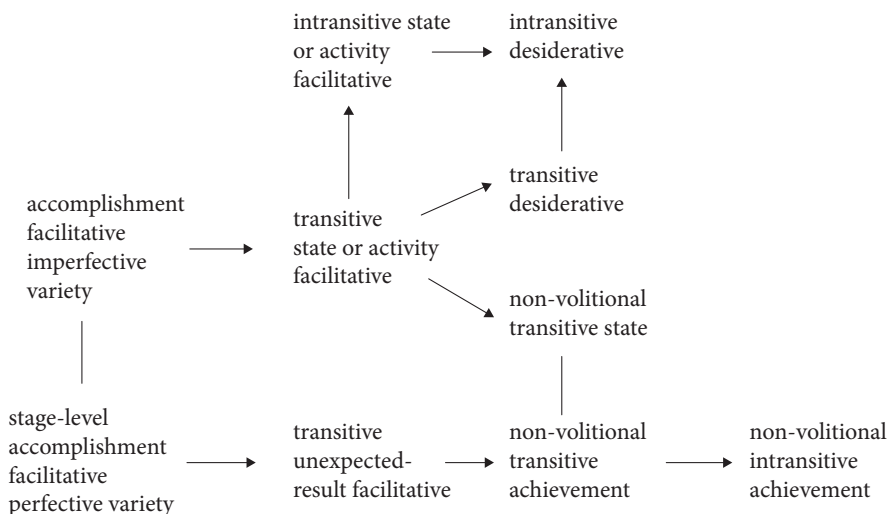 intransitive state
or activity
facilitative
intransitive
desiderative
transitive
desiderative
accomplishment
facilitative
imperfective
variety
transitive
state or activity
facilitative
non-volitional
transitive state
stage-level
accomplishment
facilitative
perfective variety
transitive
unexpected-
result facilitative
non-volitional
transitive
achievement
non-volitional
intransitive
achievement